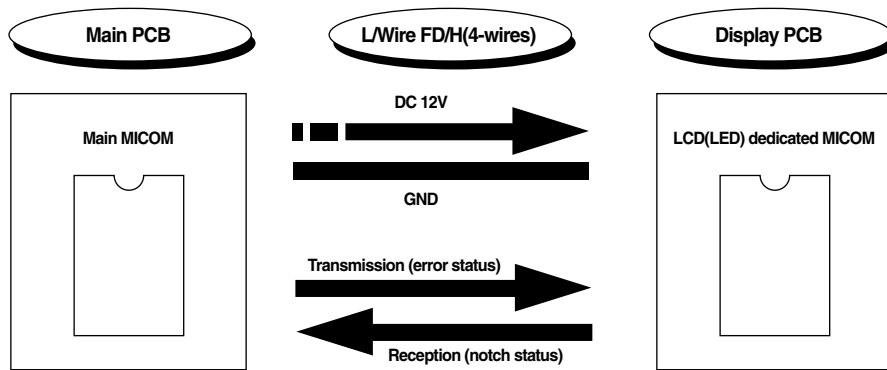 Main PCB
L/Wire FD/H(4-wires)
Display PCB
DC 12V
Main MICOM
LCD(LED) dedicated MICOM
GND
Transmission (error status)
Reception (notch status)